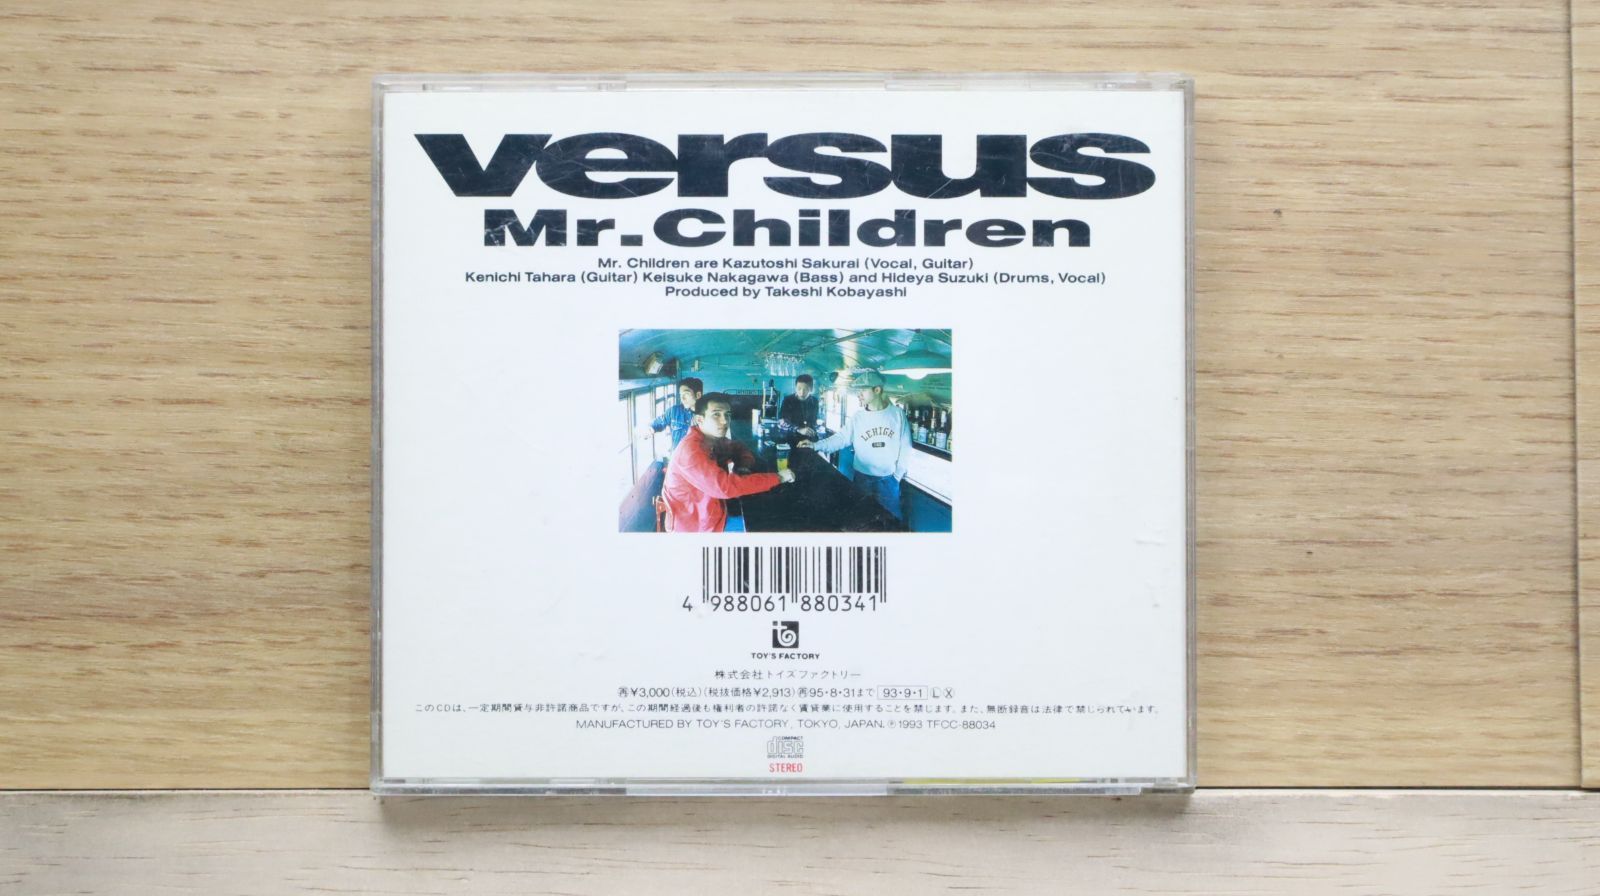 versus
Mr. Children
Mr. Children are Kazutoshi Sakurai (Vocal, Guitar)
Kenichi Tahara (Guitar) Keisuke Nakagawa (Bass) and Hideya Suzuki (Drums, Vocal)
Produced by Takeshi Kobayashi
LEHIGH
4 988061 880341
TOY'S FACTORY
株式会社トイズファクトリー
再¥3,000(税込)(税抜価格¥2,913)再95・8・31まで 93・9・1 L X
このCDは、一定期間貸与非許諾商品ですが、この期間経過後も権利者の許諾なく賃貸業に使用することを禁じます。また、無断録音は法律で禁じられています。
MANUFACTURED BY TOY'S FACTORY, TOKYO, JAPAN. ℗1993 TFCC-88034
COMPACT
disc
DIGITAL AUDIO
STEREO